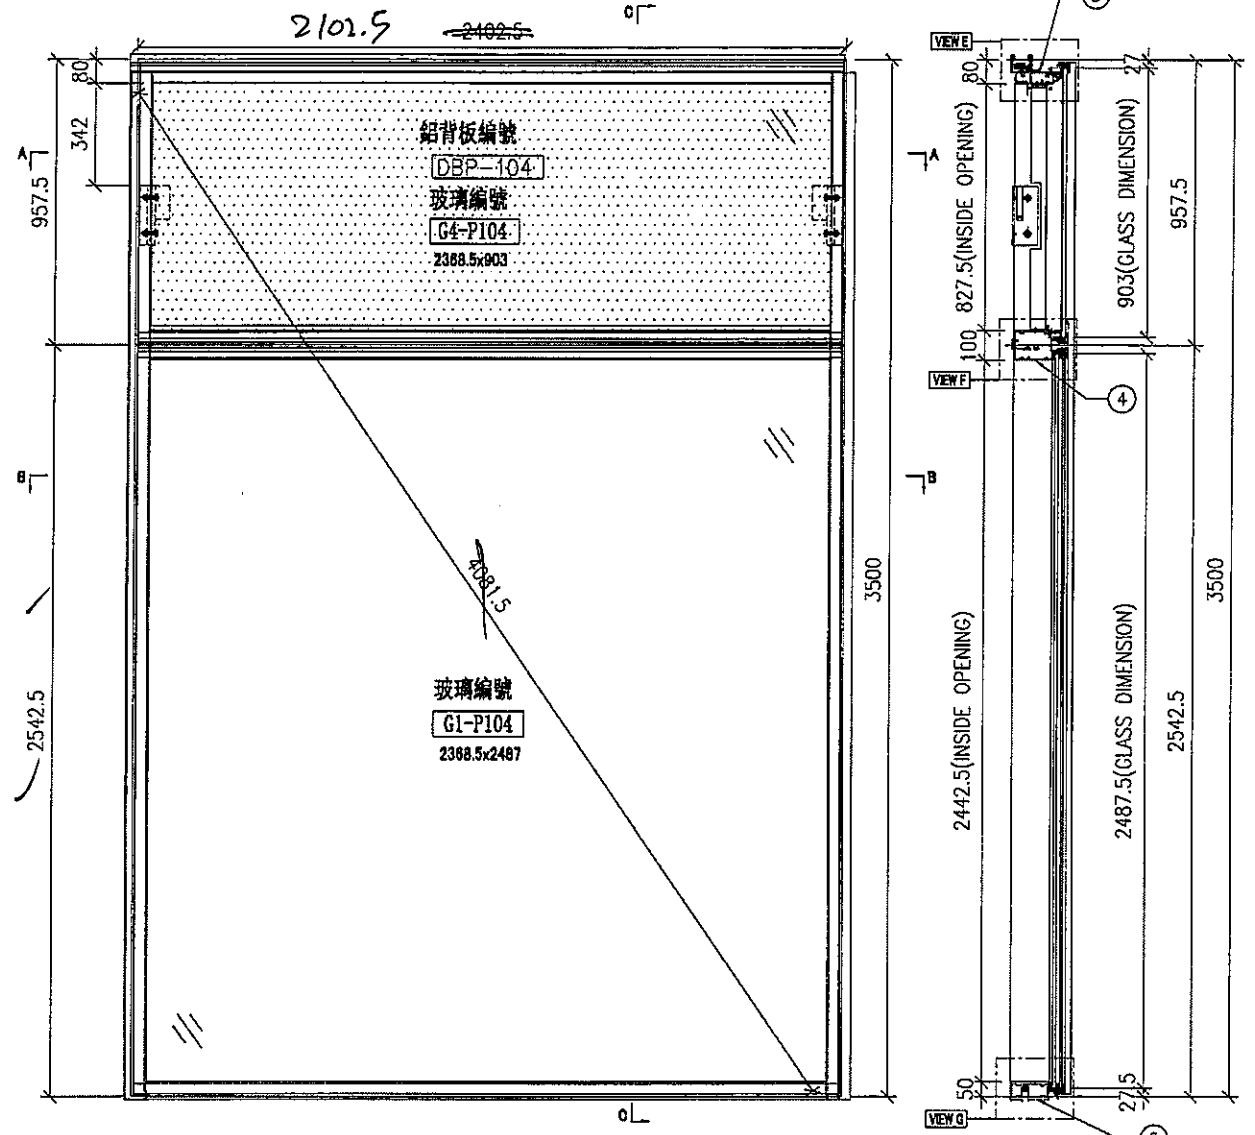 2101.5
2402.5
C
80
342
957.5
A
A
鋁背板編號
DBP-104
玻璃編號
G4-P104
2368.5x903
B
B
4081.5
3500
2542.5
玻璃編號
G1-P104
2368.5x2487
C
VIEW E
80
27
827.5(INSIDE OPENING)
903(GLASS DIMENSION)
957.5
100
VIEW F
4
3500
2442.5(INSIDE OPENING)
2487.5(GLASS DIMENSION)
2542.5
50
27.5
VIEW G